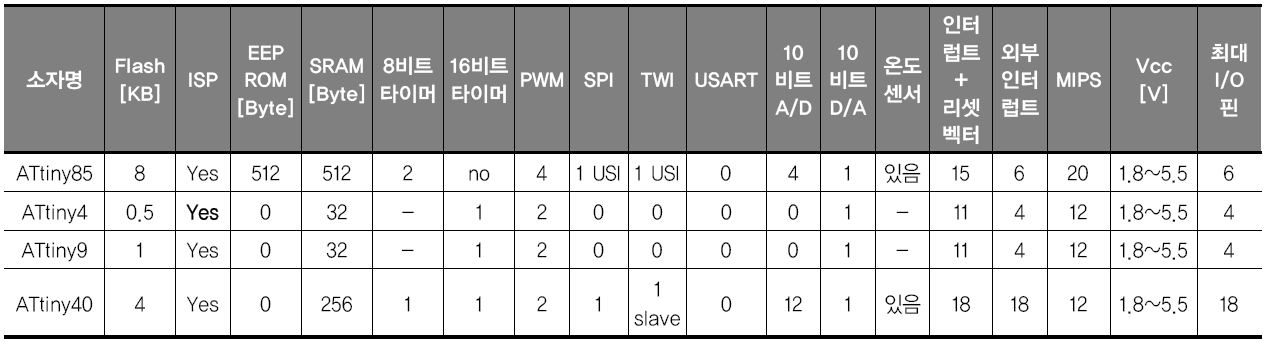 소자명 Flash [KB] ISP EEP ROM [Byte] SRAM [Byte] 8비트 타이머 16비트 타이머 PWM SPI TWI USART 10 비트 A/D 10 비트 D/A 온도 센서 인터 럽트 + 리셋 벡터 외부 인터 럽트 MIPS Vcc [V] 최대 I/O 핀
ATtiny85 8 Yes 512 512 2 no 4 1 USI 1 USI 0 4 1 있음 15 6 20 1.8~5.5 6
ATtiny4 0.5 Yes 0 32 – 1 2 0 0 0 0 1 – 11 4 12 1.8~5.5 4
ATtiny9 1 Yes 0 32 – 1 2 0 0 0 0 1 – 11 4 12 1.8~5.5 4
ATtiny40 4 Yes 0 256 1 1 2 1 1 slave 0 12 1 있음 18 18 12 1.8~5.5 18